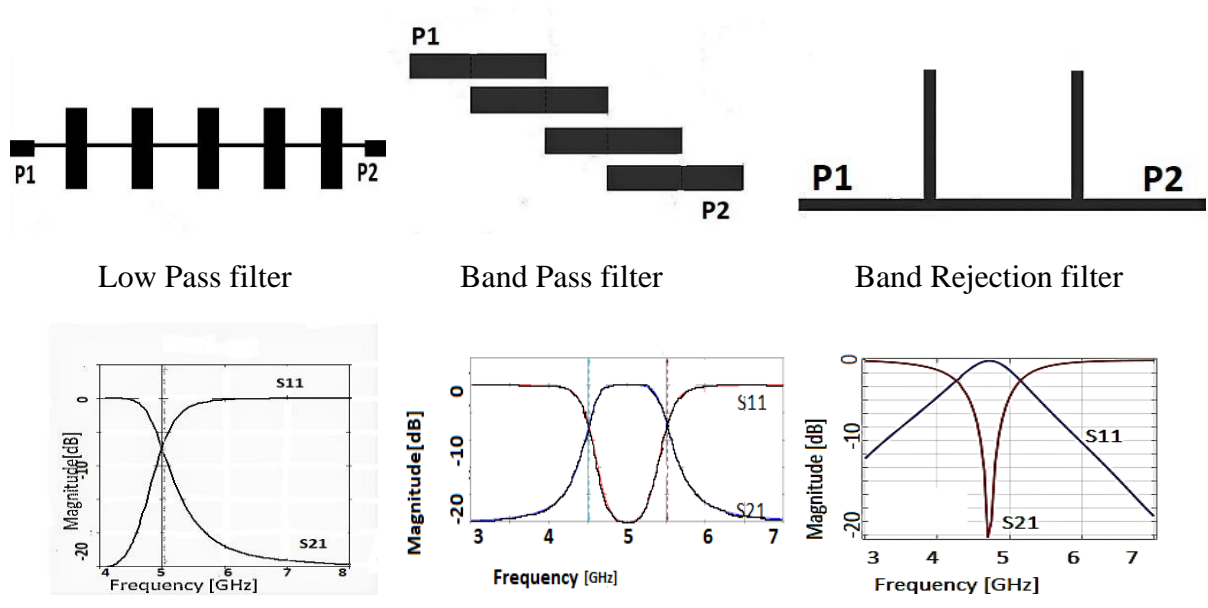 P1
P2
P1
P2
P1
P2
Low Pass filter
Band Pass filter
Band Rejection filter
Magnitude[dB]
0
-10
-20
S11
S21
4
5
6
7
8
Frequency [GHz]
Magnitude[dB]
0
-10
-20
S11
S21
3
4
5
6
7
Frequency [GHz]
Magnitude [dB]
0
-10
-20
S11
S21
3
4
5
6
7
Frequency [GHz]